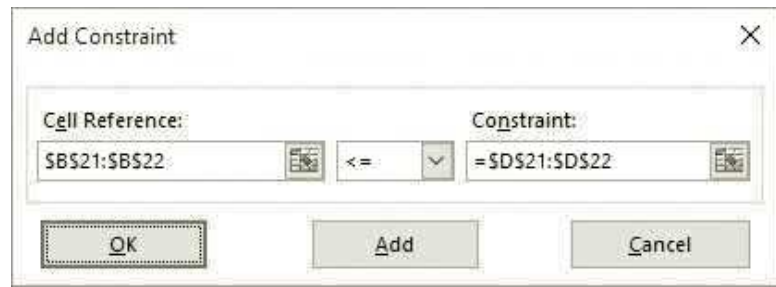 Add Constraint
Cell Reference: Constraint:
$B$21:$B$22 <= =$D$21:$D$22
OK Add Cancel